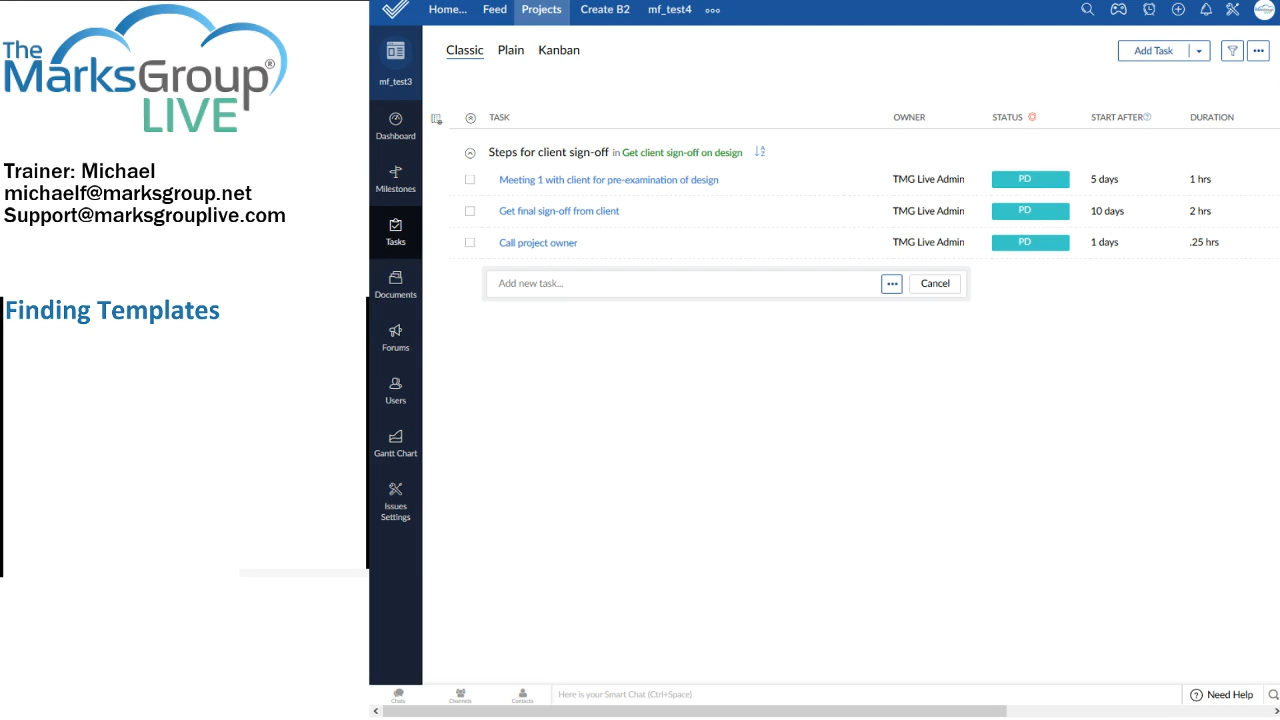 The
MarksGroup®
LIVE
Trainer: Michael
michaelf@marksgroup.net
Support@marksgrouplive.com
Finding Templates
Home... Feed Projects Create B2 mf_test4
mf_test3
Dashboard
Milestones
Tasks
Documents
Forums
Users
Gantt Chart
Issues
Settings
Classic Plain Kanban Add Task
TASK OWNER STATUS START AFTER DURATION
Steps for client sign-off in Get client sign-off on design
Meeting 1 with client for pre-examination of design TMG Live Admin PD 5 days 1 hrs
Get final sign-off from client TMG Live Admin PD 10 days 2 hrs
Call project owner TMG Live Admin PD 1 days .25 hrs
Add new task... Cancel
Chats Channels Contacts Here is your Smart Chat (Ctrl+Space) Need Help